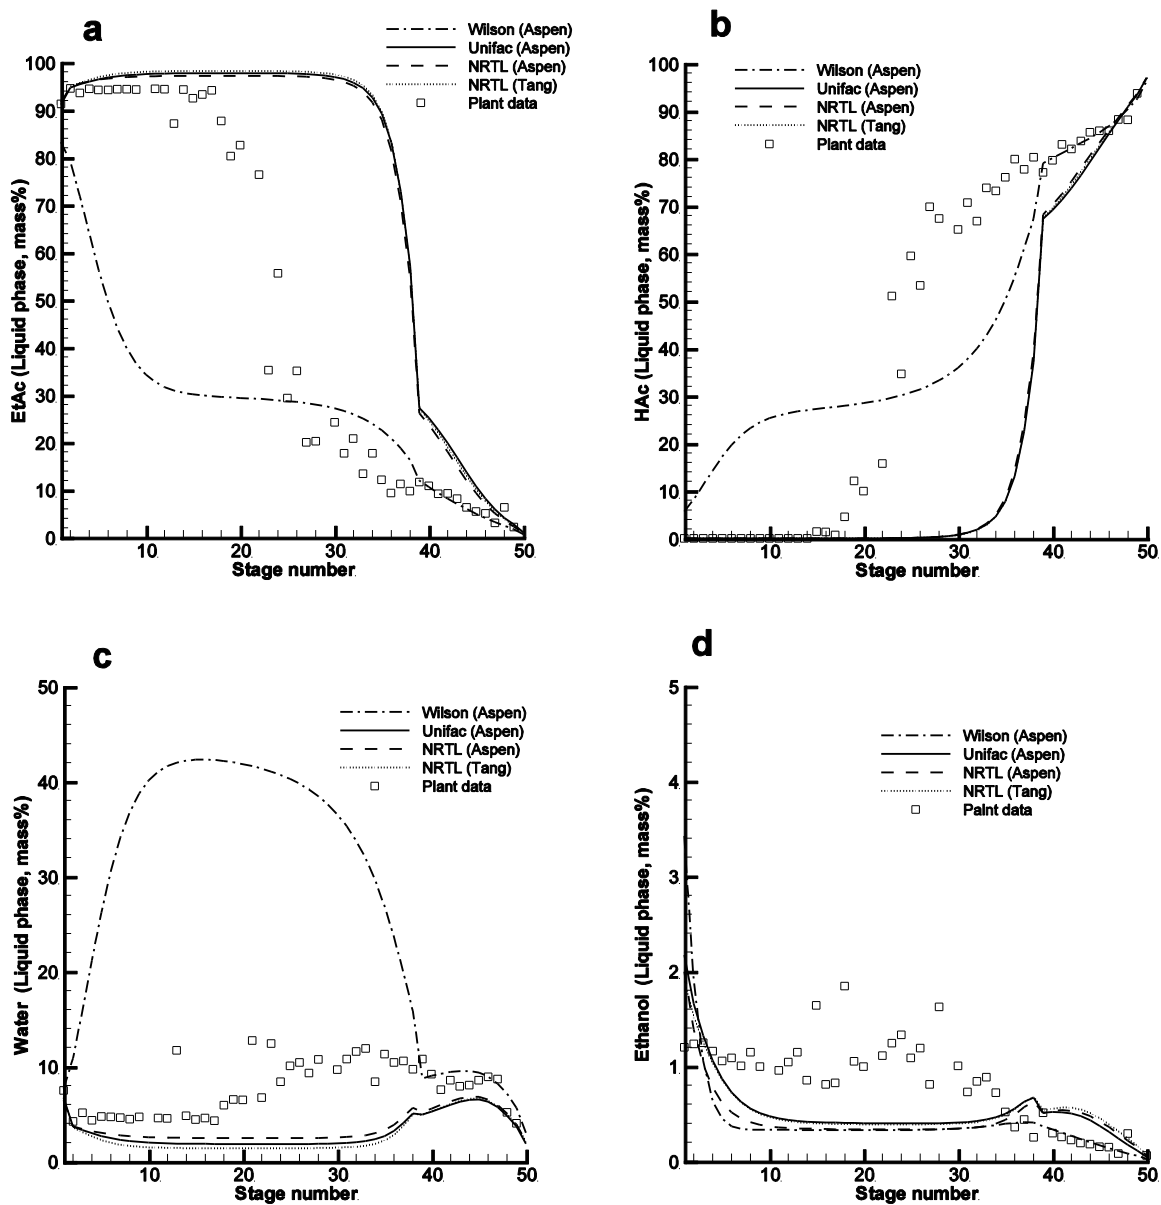 a
Wilson (Aspen)
Unifac (Aspen)
NRTL (Aspen)
NRTL (Tang)
Plant data
100
90
80
70
60
50
40
30
20
10
0
10
20
30
40
50
EtAc (Liquid phase, mass%)
Stage number
b
Wilson (Aspen)
Unifac (Aspen)
NRTL (Aspen)
NRTL (Tang)
Plant data
100
90
80
70
60
50
40
30
20
10
0
10
20
30
40
50
HAc (Liquid phase, mass%)
Stage number
c
Wilson (Aspen)
Unifac (Aspen)
NRTL (Aspen)
NRTL (Tang)
Plant data
50
40
30
20
10
0
10
20
30
40
50
Water (Liquid phase, mass%)
Stage number
d
Wilson (Aspen)
Unifac (Aspen)
NRTL (Aspen)
NRTL (Tang)
Palnt data
5
4
3
2
1
0
10
20
30
40
50
Ethanol (Liquid phase, mass%)
Stage number